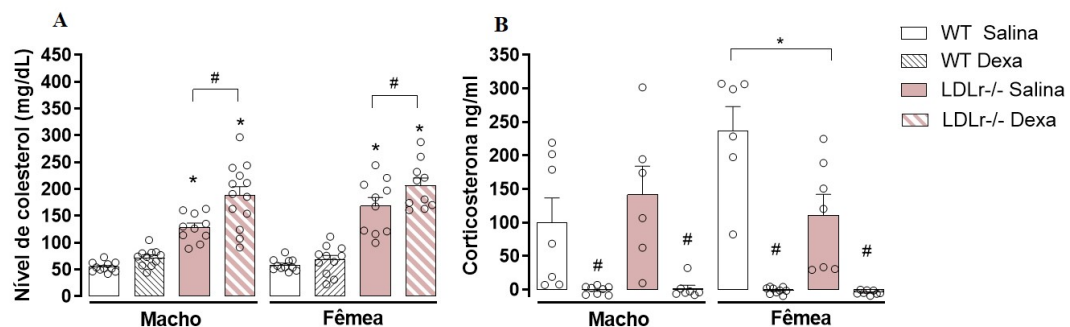 A
Nível de colesterol (mg/dL)
450
400
350
300
250
200
150
100
50
0
*
#
*
*
#
*
Macho
Fêmea
B
Corticosterona ng/ml
350
300
250
200
150
100
50
0
#
#
*
#
#
Macho
Fêmea
WT Salina
WT Dexa
LDLr-/- Salina
LDLr-/- Dexa